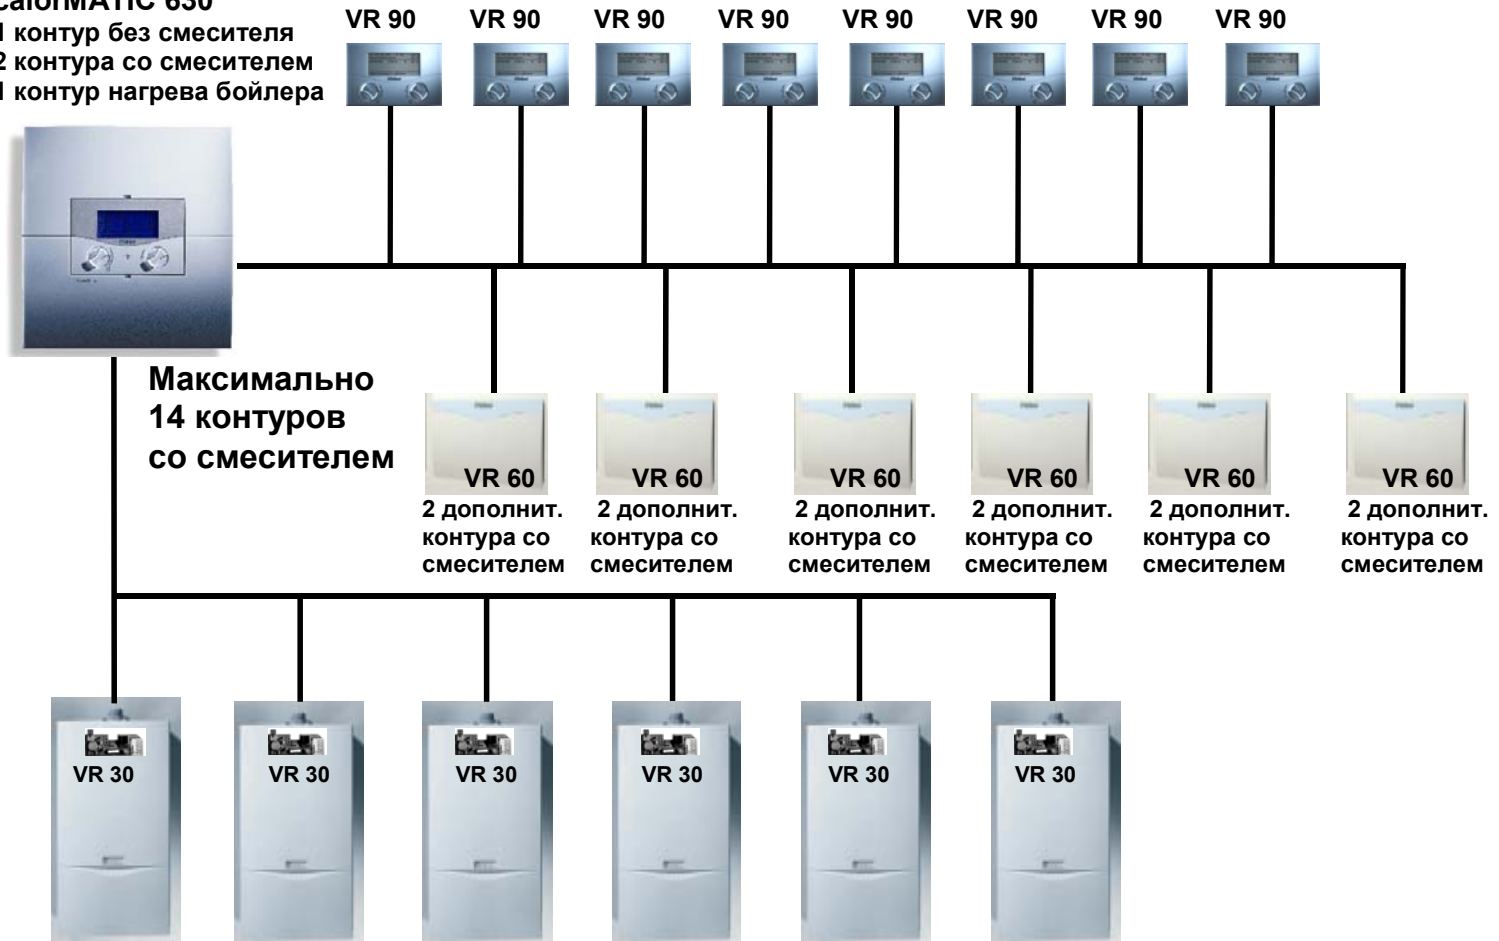 calorMATIC 630
1 контур без смесителя
2 контура со смесителем
1 контур нагрева бойлера
VR 90 VR 90 VR 90 VR 90 VR 90 VR 90 VR 90 VR 90
Максимально
14 контуров
со смесителем
VR 60 VR 60 VR 60 VR 60 VR 60 VR 60
2 дополнит. 2 дополнит. 2 дополнит. 2 дополнит. 2 дополнит. 2 дополнит.
контура со контура со контура со контура со контура со контура со
смесителем смесителем смесителем смесителем смесителем смесителем
VR 30 VR 30 VR 30 VR 30 VR 30 VR 30